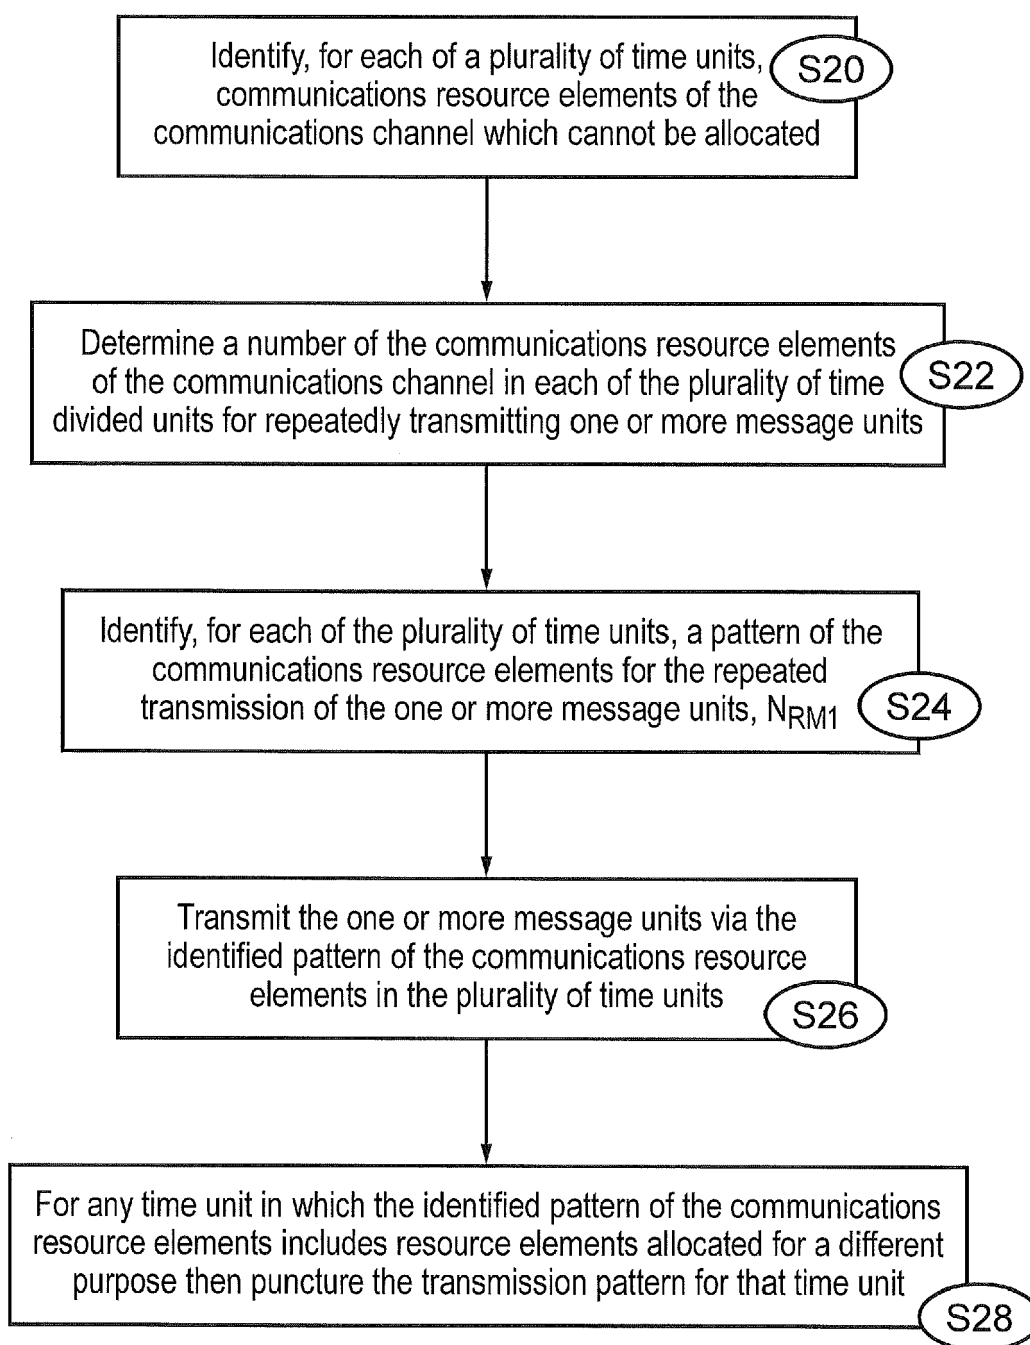 Identify, for each of a plurality of time units,
communications resource elements of the
communications channel which cannot be allocated
S20
Determine a number of the communications resource elements
of the communications channel in each of the plurality of time
divided units for repeatedly transmitting one or more message units
S22
Identify, for each of the plurality of time units, a pattern of the
communications resource elements for the repeated
transmission of the one or more message units, NRM1
S24
Transmit the one or more message units via the
identified pattern of the communications resource
elements in the plurality of time units
S26
For any time unit in which the identified pattern of the communications
resource elements includes resource elements allocated for a different
purpose then puncture the transmission pattern for that time unit
S28